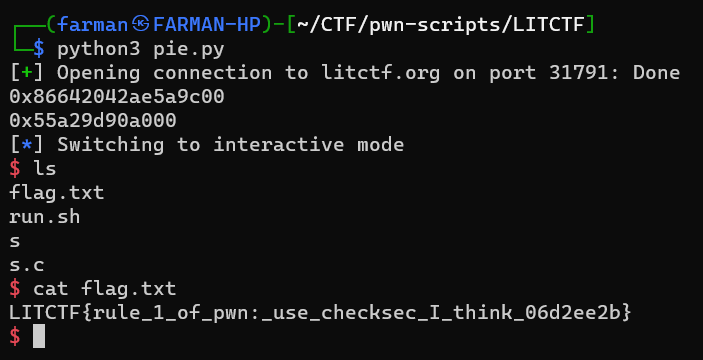 ┌──(farman㉿FARMAN-HP)-[~/CTF/pwn-scripts/LITCTF]
└─$ python3 pie.py
[+] Opening connection to litctf.org on port 31791: Done
0x86642042ae5a9c00
0x55a29d90a000
[*] Switching to interactive mode
$ ls
flag.txt
run.sh
s
s.c
$ cat flag.txt
LITCTF{rule_1_of_pwn:_use_checksec_I_think_06d2ee2b}
$